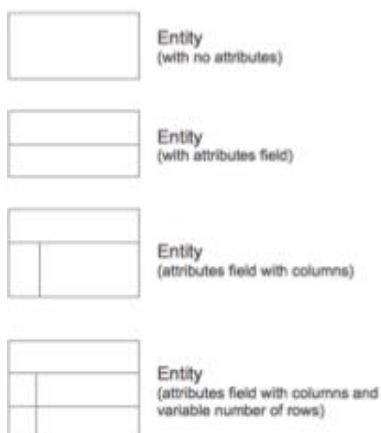 Entity
(with no attributes)
Entity
(with attributes field)
Entity
(attributes field with columns)
Entity
(attributes field with columns and
variable number of rows)